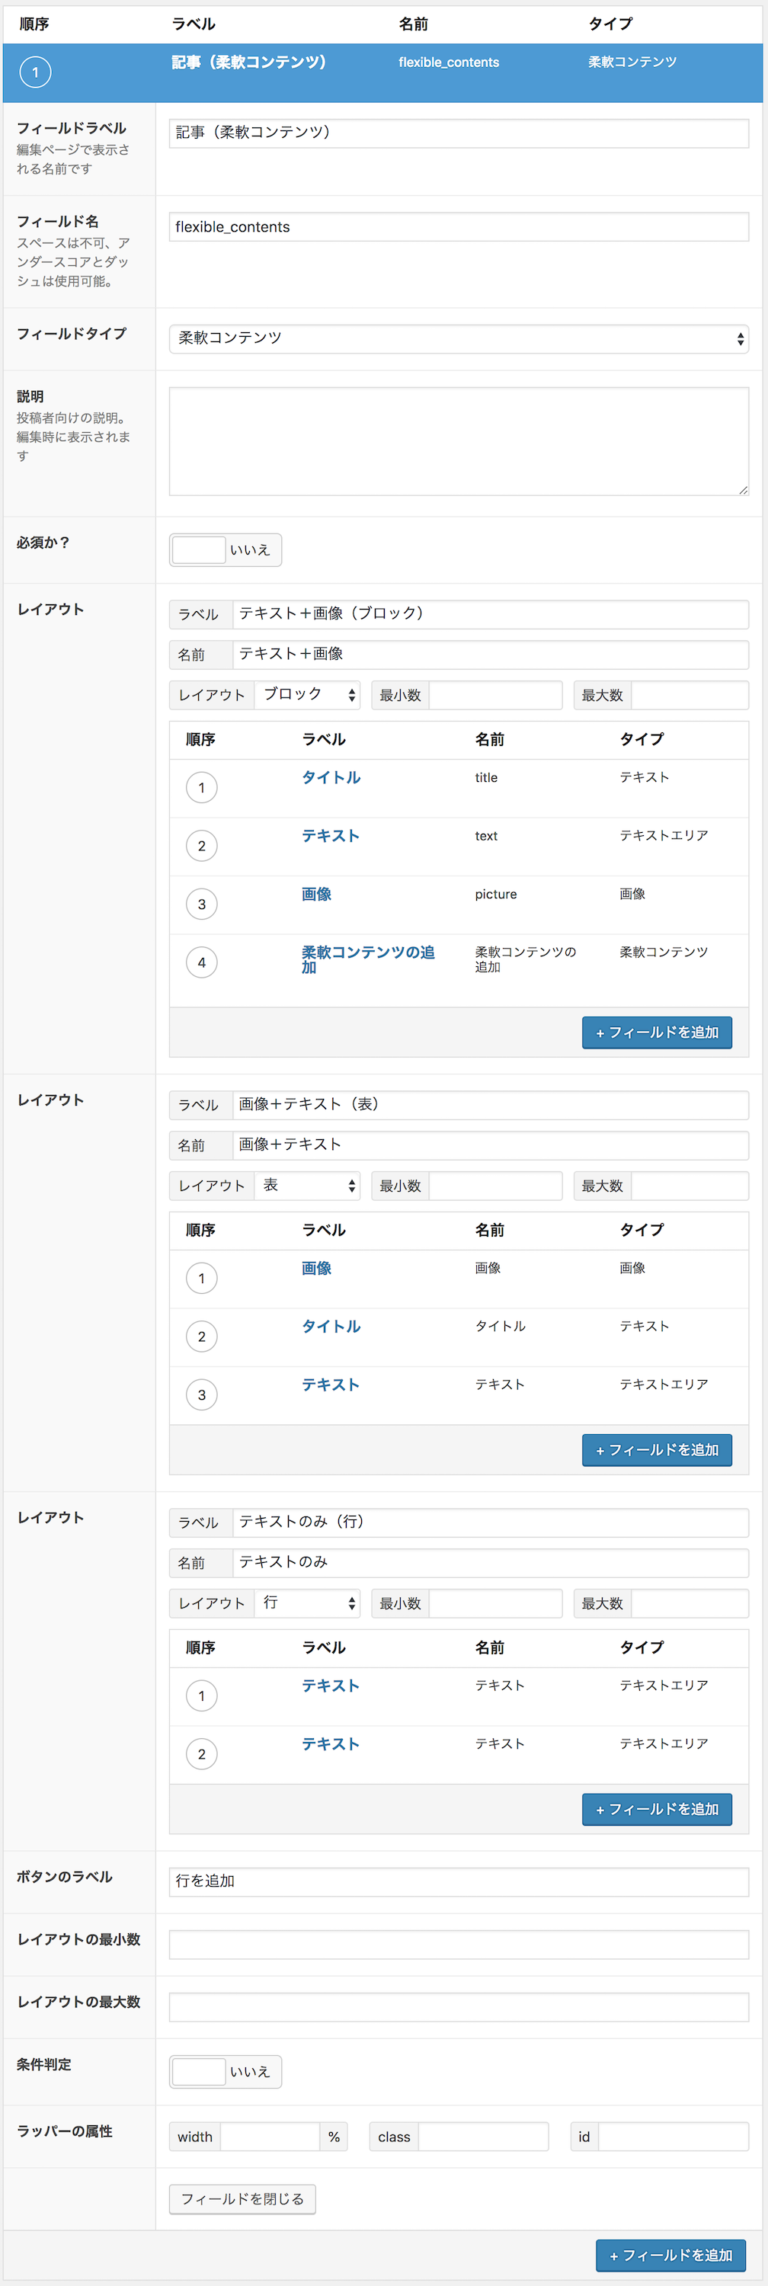 順序 ラベル 名前 タイプ
1 記事（柔軟コンテンツ） flexible_contents 柔軟コンテンツ
フィールドラベル
編集ページで表示さ
れる名前です
記事（柔軟コンテンツ）
フィールド名
スペースは不可、ア
ンダースコアとダッ
シュは使用可能。
flexible_contents
フィールドタイプ
柔軟コンテンツ
説明
投稿者向けの説明。
編集時に表示されま
す
必須か？
いいえ
レイアウト
ラベル テキスト＋画像（ブロック）
名前 テキスト＋画像
レイアウト ブロック 最小数 最大数
順序 ラベル 名前 タイプ
1 タイトル title テキスト
2 テキスト text テキストエリア
3 画像 picture 画像
4 柔軟コンテンツの追 柔軟コンテンツの 柔軟コンテンツ
加 追加
+ フィールドを追加
レイアウト
ラベル 画像＋テキスト（表）
名前 画像＋テキスト
レイアウト 表 最小数 最大数
順序 ラベル 名前 タイプ
1 画像 画像 画像
2 タイトル タイトル テキスト
3 テキスト テキスト テキストエリア
+ フィールドを追加
レイアウト
ラベル テキストのみ（行）
名前 テキストのみ
レイアウト 行 最小数 最大数
順序 ラベル 名前 タイプ
1 テキスト テキスト テキストエリア
2 テキスト テキスト テキストエリア
+ フィールドを追加
ボタンのラベル
行を追加
レイアウトの最小数
レイアウトの最大数
条件判定
いいえ
ラッパーの属性
width % class id
フィールドを閉じる
+ フィールドを追加